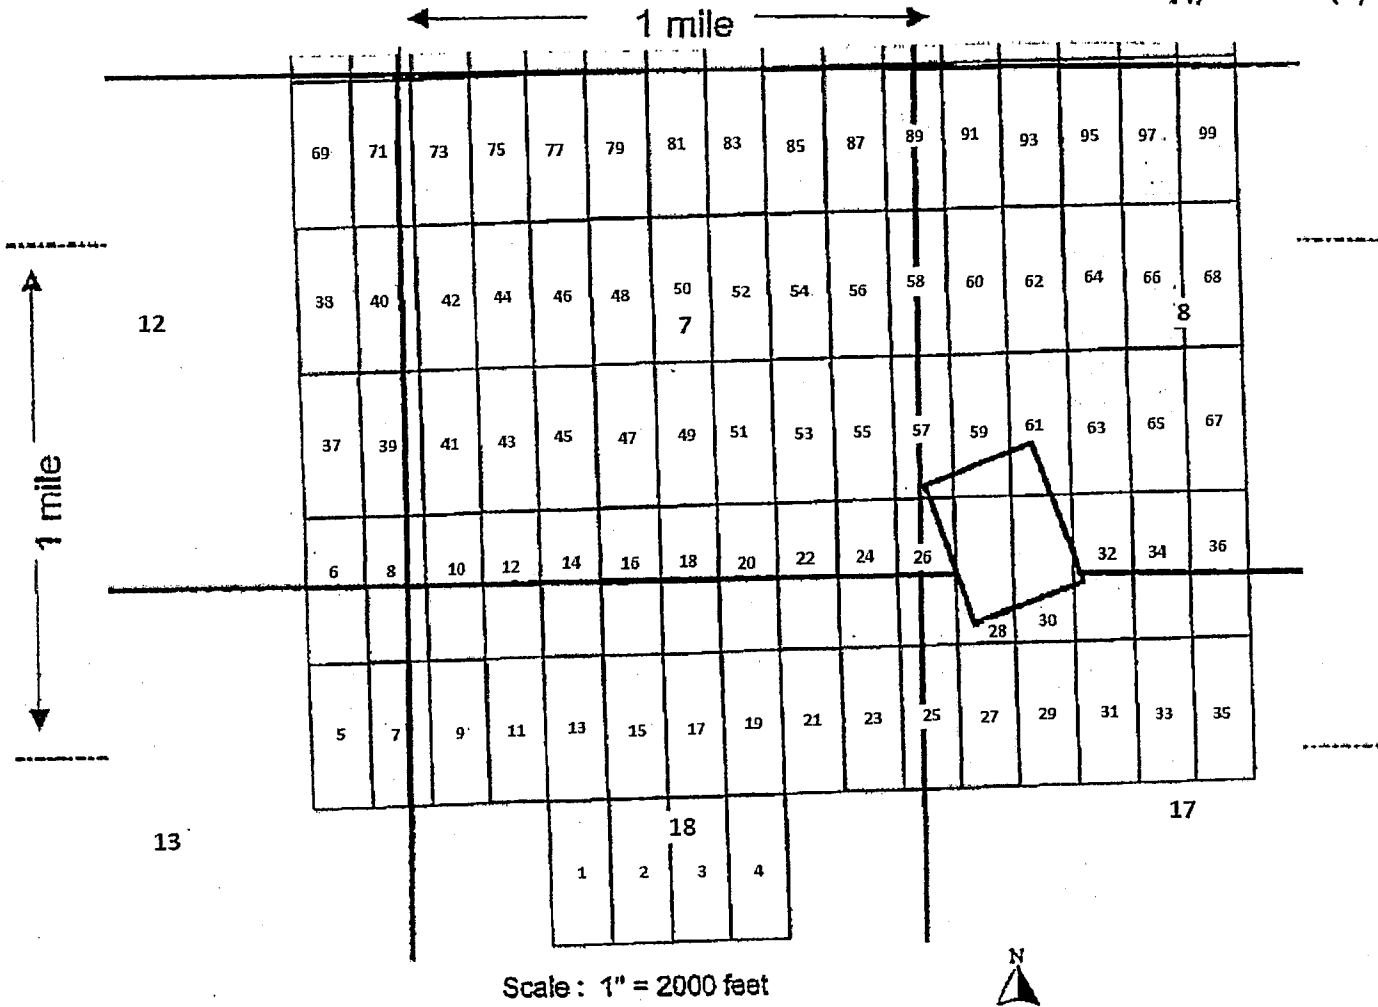 1 mile
69 71 73 75 77 79 81 83 85 87 89 91 93 95 97 99
38 40 42 44 46 48 50 52 54 56 58 60 62 64 66 68
12 7 8
1 mile
37 39 41 43 45 47 49 51 53 55 57 59 61 63 65 67
6 8 10 12 14 16 18 20 22 24 26 32 34 36
28 30
5 7 9 11 13 15 17 19 21 23 25 27 29 31 33 35
13 18 17
1 2 3 4
N
Scale: 1" = 2000 feet